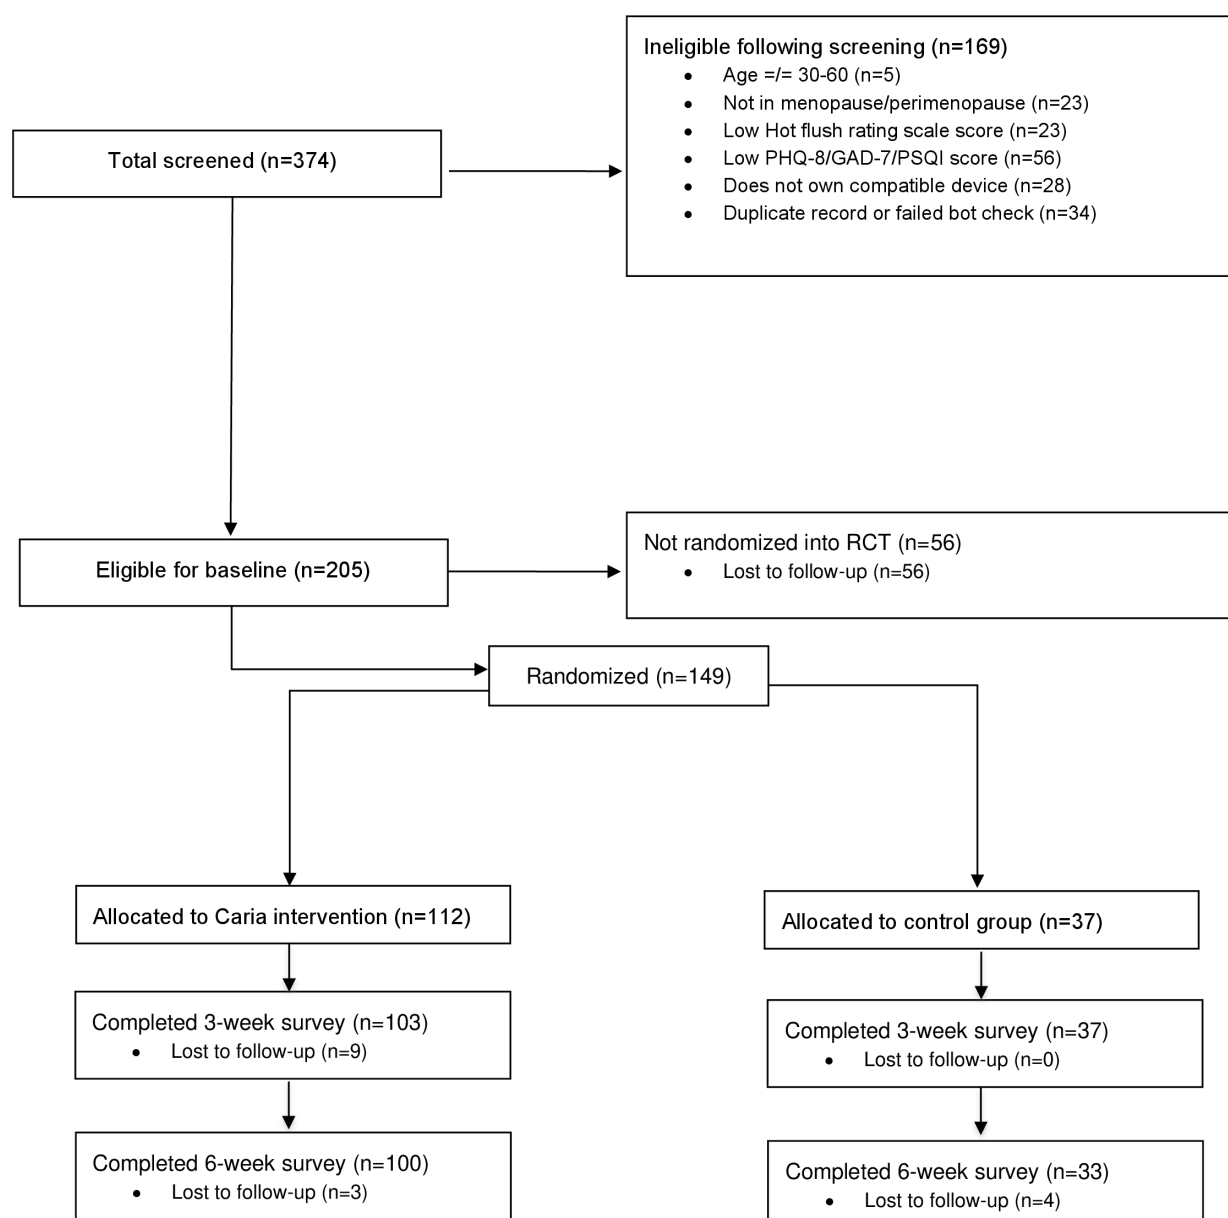 Ineligible following screening (n=169)
• Age =/= 30-60 (n=5)
• Not in menopause/perimenopause (n=23)
• Low Hot flush rating scale score (n=23)
• Low PHQ-8/GAD-7/PSQI score (n=56)
• Does not own compatible device (n=28)
• Duplicate record or failed bot check (n=34)
Total screened (n=374)
Eligible for baseline (n=205)
Not randomized into RCT (n=56)
• Lost to follow-up (n=56)
Randomized (n=149)
Allocated to Caria intervention (n=112)
Completed 3-week survey (n=103)
• Lost to follow-up (n=9)
Completed 6-week survey (n=100)
• Lost to follow-up (n=3)
Allocated to control group (n=37)
Completed 3-week survey (n=37)
• Lost to follow-up (n=0)
Completed 6-week survey (n=33)
• Lost to follow-up (n=4)